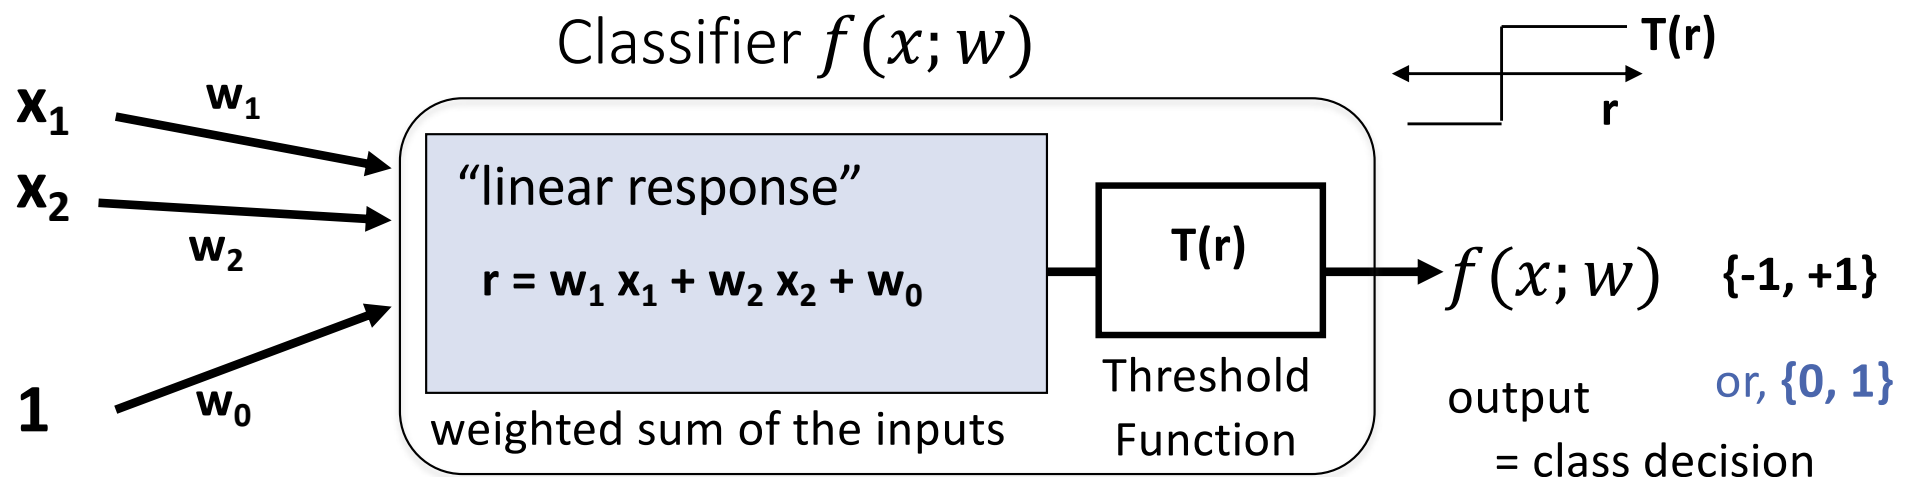 Classifier f(x; w)
T(r)
r
x₁
w₁
x₂
w₂
1
w₀
“linear response”
r = w₁ x₁ + w₂ x₂ + w₀
weighted sum of the inputs
T(r)
Threshold
Function
f(x; w) {-1, +1}
or, {0, 1}
output
= class decision